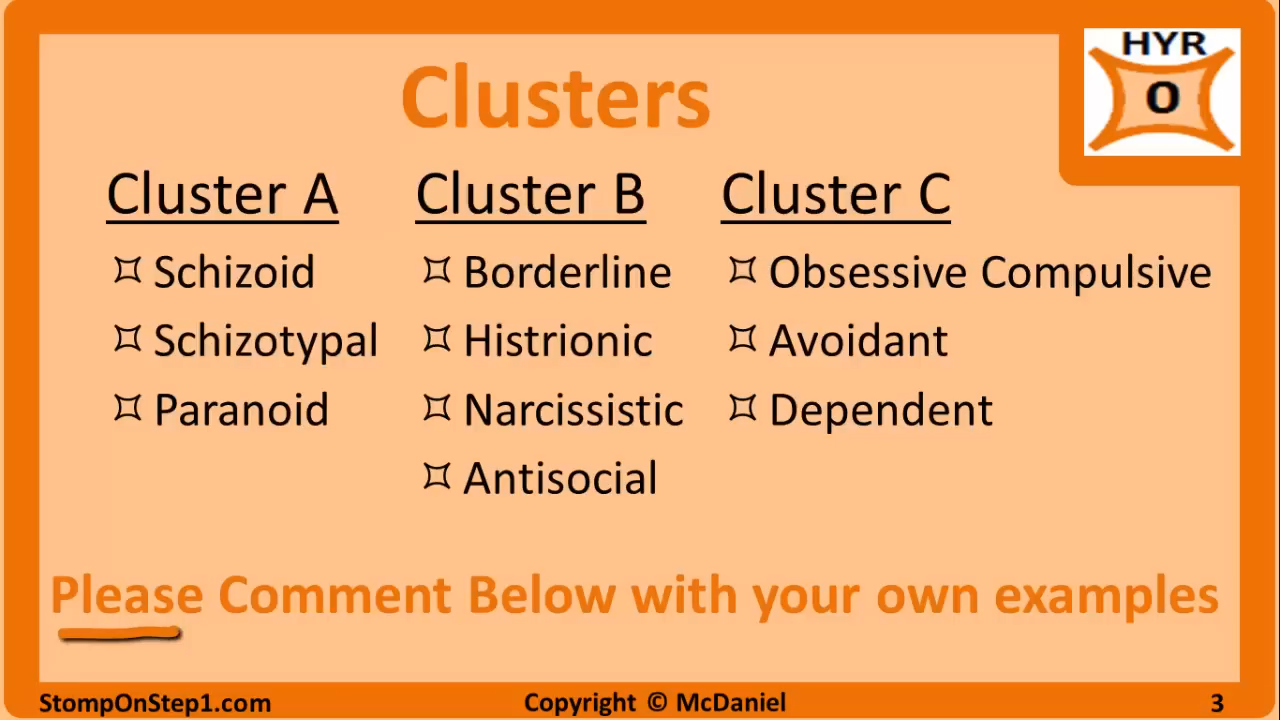 HYR
O
Clusters
Cluster A
Schizoid
Schizotypal
Paranoid
Cluster B
Borderline
Histrionic
Narcissistic
Antisocial
Cluster C
Obsessive Compulsive
Avoidant
Dependent
Please Comment Below with your own examples
StompOnStep1.com
Copyright © McDaniel
3